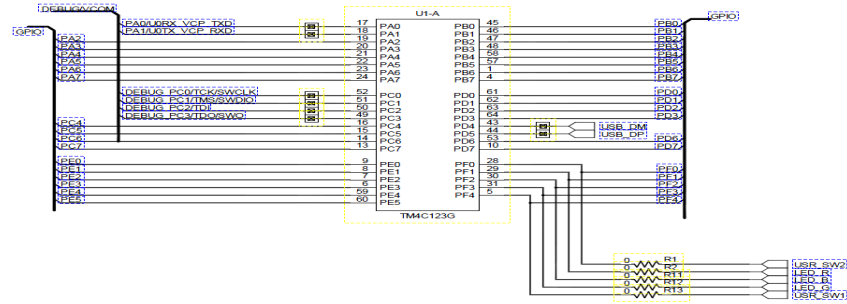 DEBUG/VCOM
U1-A
GPIO
GPIO
PA0/U0RX_VCP_TXD 17 PA0 PB0 45 PB0
PA1/U0TX_VCP_RXD 18 PA1 PB1 46 PB1
PA2 19 PA2 PB2 47 PB2
PA3 20 PA3 PB3 48 PB3
PA4 21 PA4 PB4 58 PB4
PA5 22 PA5 PB5 57 PB5
PA6 23 PA6 PB6 1 PB6
PA7 24 PA7 PB7 4 PB7
DEBUG_PC0/TCK/SWCLK 52 PC0 PD0 61 PD0
DEBUG_PC1/TMS/SWDIO 51 PC1 PD1 62 PD1
DEBUG_PC2/TDI 50 PC2 PD2 63 PD2
DEBUG_PC3/TDO/SWO 49 PC3 PD3 64 PD3
PC4 16 PC4 PD4 43 USB_DM
PC5 15 PC5 PD5 44 USB_DP
PC6 14 PC6 PD6 53 PD6
PC7 13 PC7 PD7 10 PD7
PE0 9 PE0 PF0 28 PF0
PE1 8 PE1 PF1 29 PF1
PE2 7 PE2 PF2 30 PF2
PE3 6 PE3 PF3 31 PF3
PE4 59 PE4 PF4 5 PF4
PE5 60 PE5
TM4C123G
0 R1 USR_SW2
0 R2 LED_R
0 R11 LED_B
0 R12 LED_G
0 R13 USR_SW1